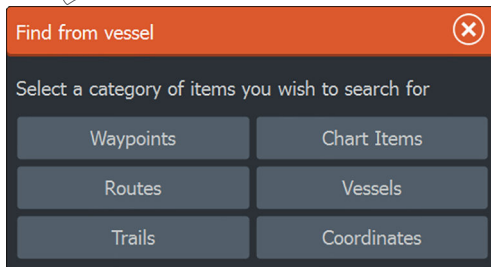 Find from vessel
Select a category of items you wish to search for
Waypoints Chart Items
Routes Vessels
Trails Coordinates